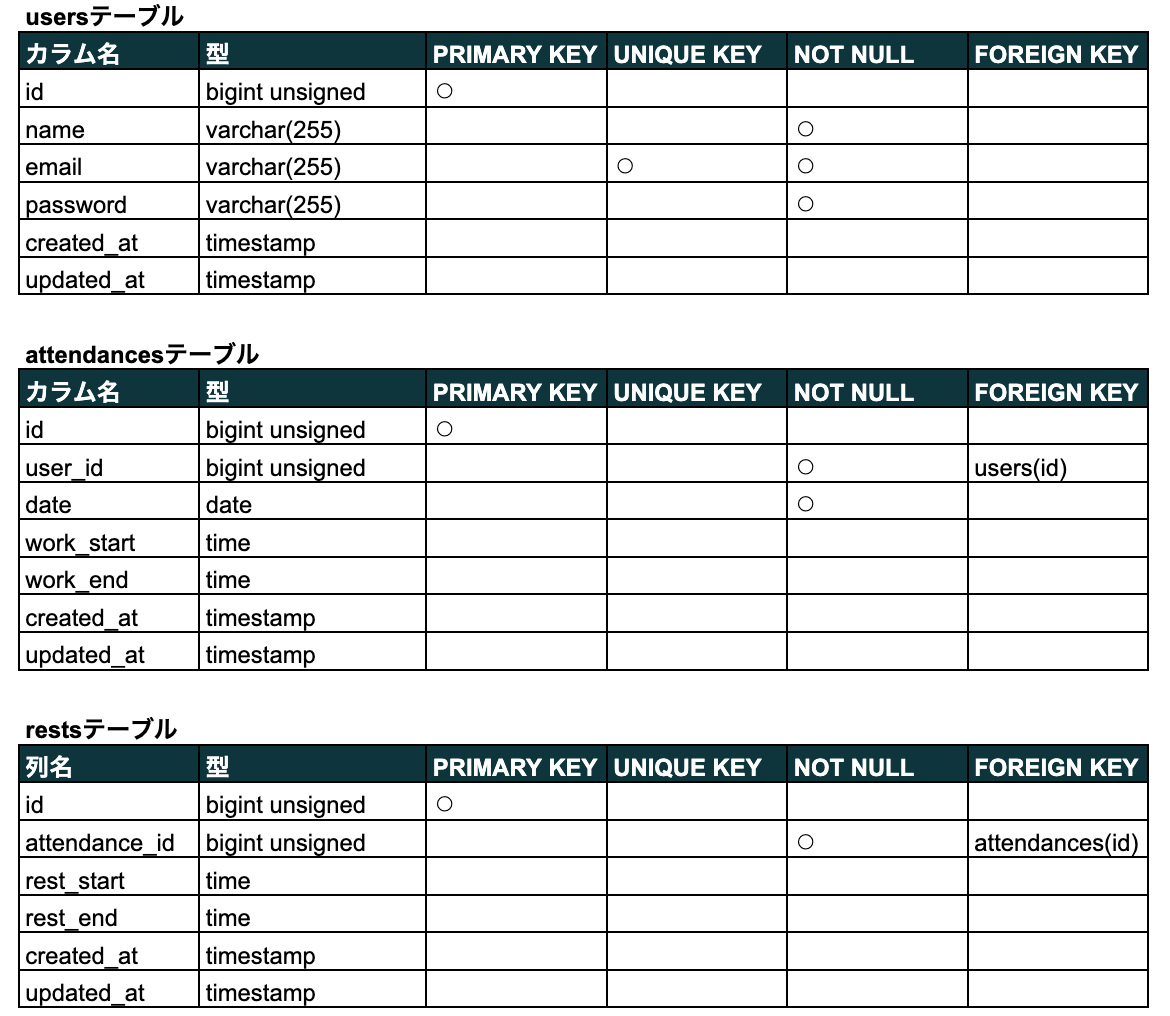 usersテーブル
カラム名 型 PRIMARY KEY UNIQUE KEY NOT NULL FOREIGN KEY
id bigint unsigned ○
name varchar(255) ○
email varchar(255) ○ ○
password varchar(255) ○
created_at timestamp
updated_at timestamp
attendancesテーブル
カラム名 型 PRIMARY KEY UNIQUE KEY NOT NULL FOREIGN KEY
id bigint unsigned ○
user_id bigint unsigned ○ users(id)
date date ○
work_start time
work_end time
created_at timestamp
updated_at timestamp
restsテーブル
列名 型 PRIMARY KEY UNIQUE KEY NOT NULL FOREIGN KEY
id bigint unsigned ○
attendance_id bigint unsigned ○ attendances(id)
rest_start time
rest_end time
created_at timestamp
updated_at timestamp